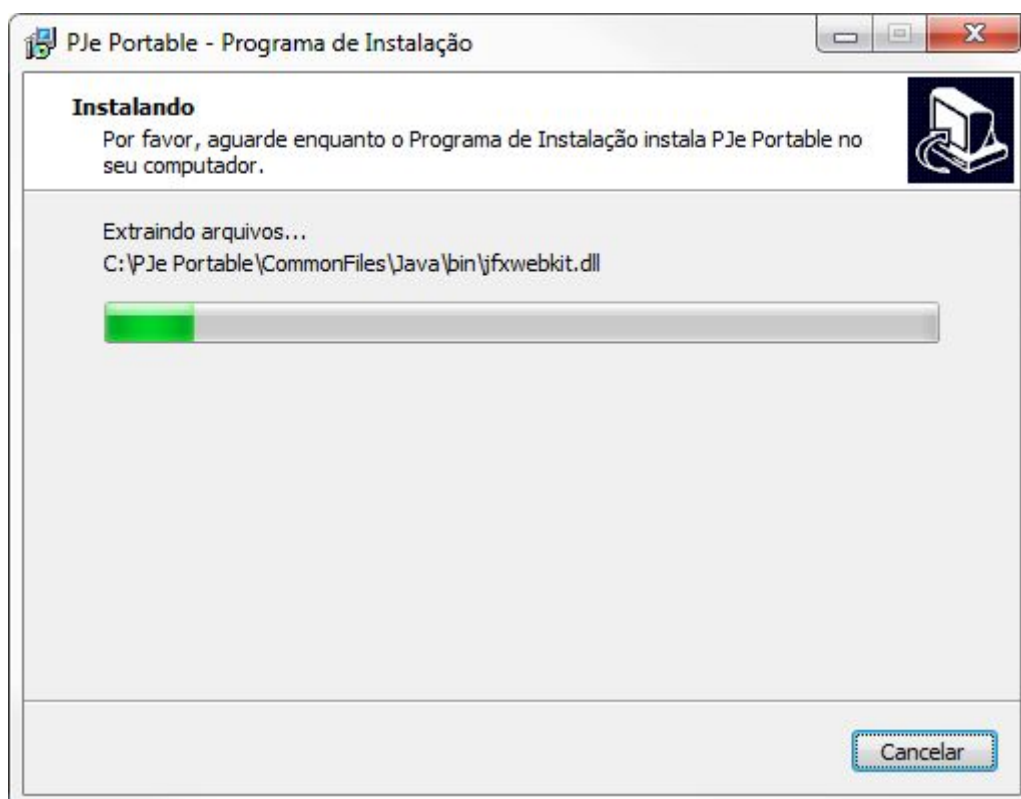 PJe Portable - Programa de Instalação
Instalando
Por favor, aguarde enquanto o Programa de Instalação instala PJe Portable no
seu computador.
Extraindo arquivos...
C:\PJe Portable\CommonFiles\Java\bin\jfxwebkit.dll
Cancelar